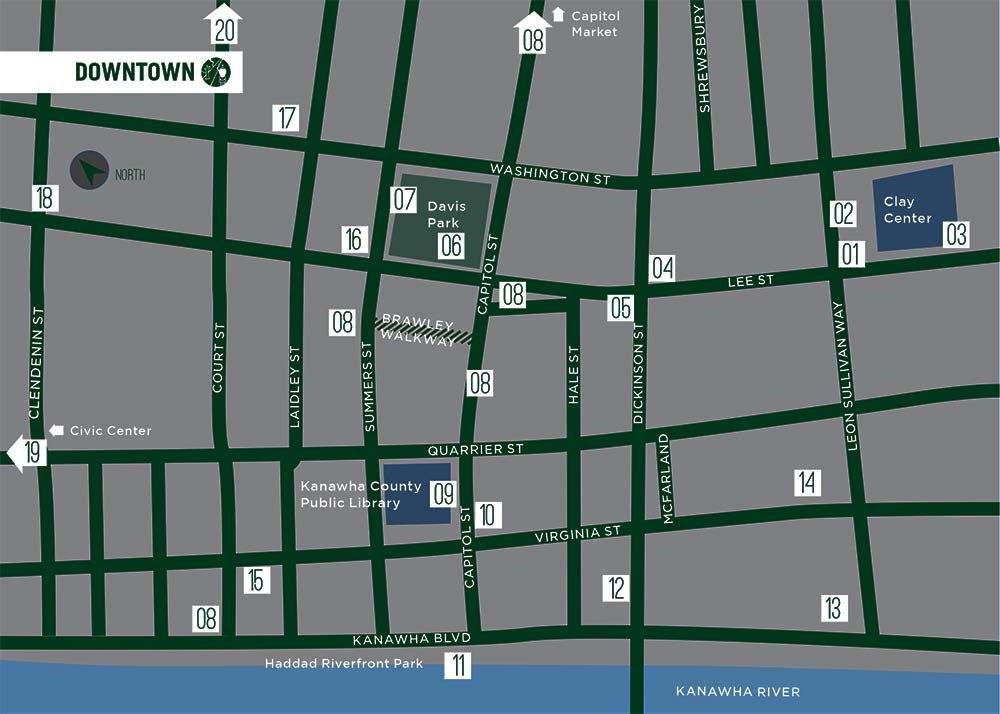 20
08
Capitol
Market
SHREWSBURY
DOWNTOWN
17
WASHINGTON ST
NORTH
18
07
Davis
Park
06
02
Clay
Center
03
16
04
01
LEE ST
CAPITOL ST
08
05
08
BRAWLEY
WALKWAY
CLENDENIN ST
COURT ST
LAIDLEY ST
SUMMERS ST
HALE ST
DICKINSON ST
LEON SULLIVAN WAY
08
Civic Center
19
QUARRIER ST
MCFARLAND
Kanawha County
Public Library
09
14
10
CAPITOL ST
VIRGINIA ST
15
12
08
13
KANAWHA BLVD
Haddad Riverfront Park
11
KANAWHA RIVER